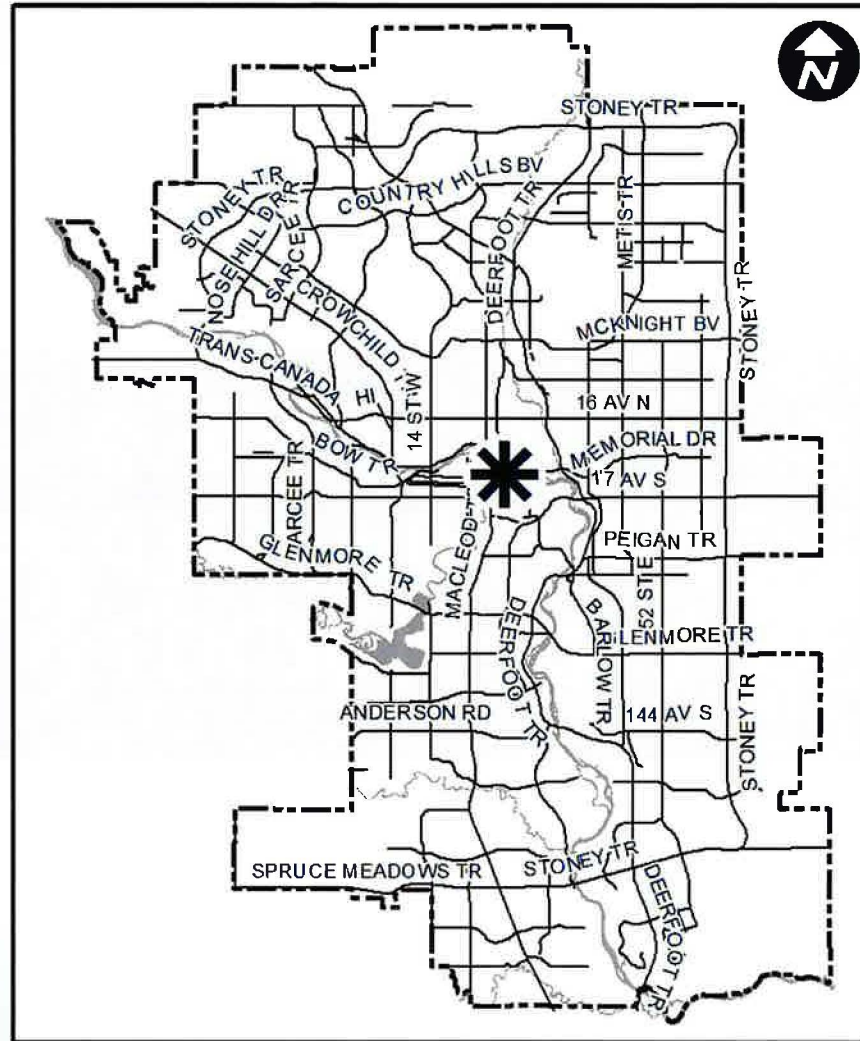 N
STONEY TR
COUNTRY HILLS BV
STONEY TR
NOSE HILL DR
SARCEE TR
DEERFOOT TR
METIS TR
STONEY TR
CROWCHILD T
MCKNIGHT BV
TRANS-CANADA
HI
14 ST W
16 AV N
BOW TR
MEMORIAL DR
17 AV S
ARCEE TR
MACLEOD
PEIGAN TR
GLENMORE TR
52 ST E
DEERFOOT TR
BARLOW TR
LENMORE TR
ANDERSON RD
144 AV S
STONEY TR
SPRUCE MEADOWS TR
STONEY TR
DEERFOOT TR